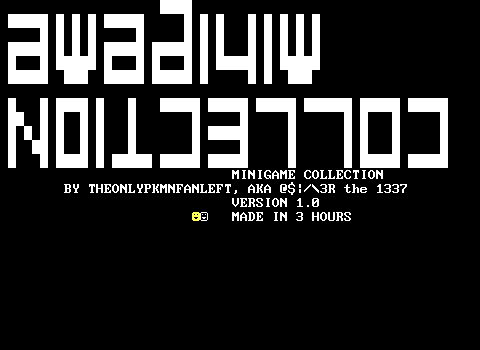 minigame
COLLECTION
MINIGAME COLLECTION
BY THEONLYPKMNFANLEFT, AKA @$¦/\3R the 1337
VERSION 1.0
MADE IN 3 HOURS